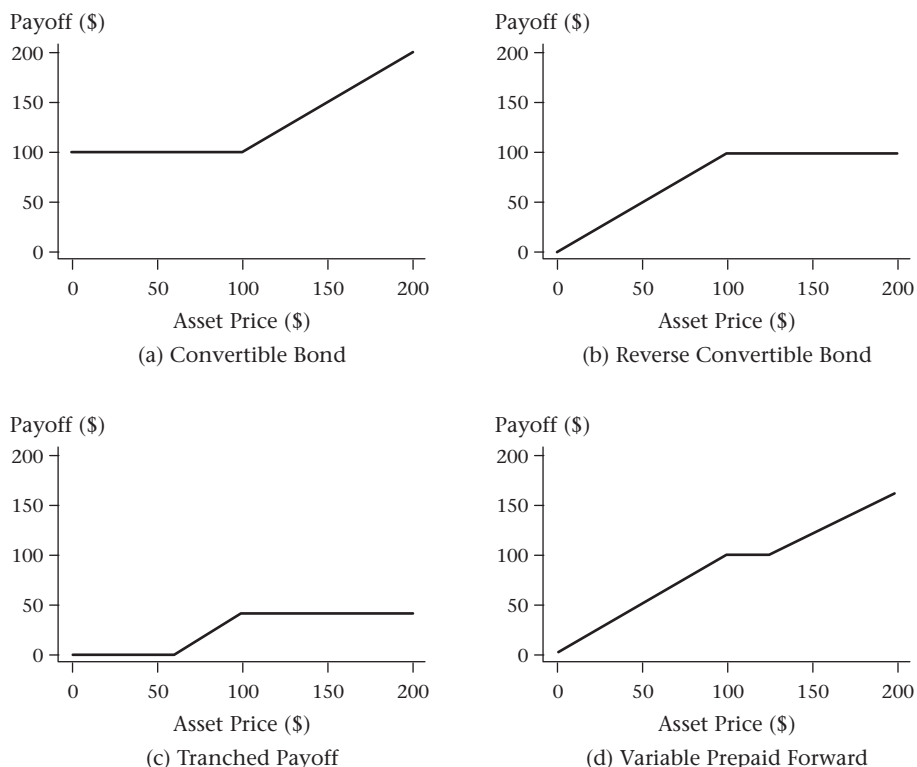 Payoff ($)
200
150
100
50
0
0 50 100 150 200
Asset Price ($)
(a) Convertible Bond
Payoff ($)
200
150
100
50
0
0 50 100 150 200
Asset Price ($)
(b) Reverse Convertible Bond
Payoff ($)
200
150
100
50
0
0 50 100 150 200
Asset Price ($)
(c) Tranched Payoff
Payoff ($)
200
150
100
50
0
0 50 100 150 200
Asset Price ($)
(d) Variable Prepaid Forward